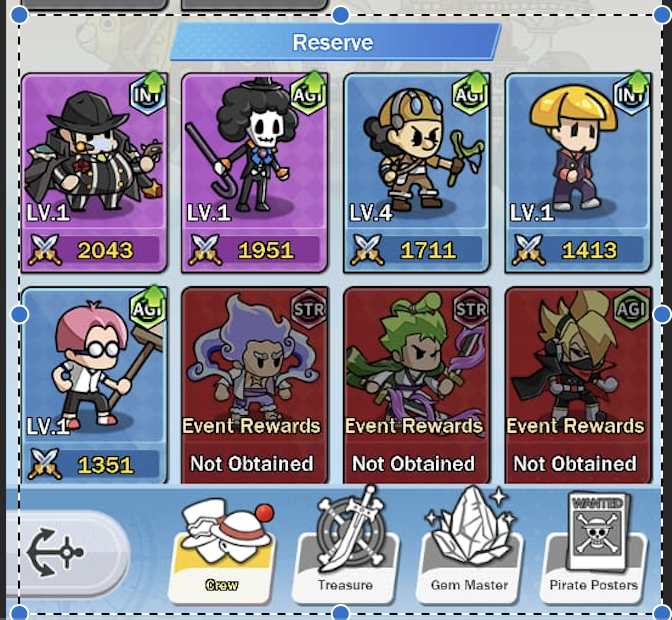 Reserve
INT
AGI
AGI
INT
LV.1
LV.1
LV.4
LV.1
2043
1951
1711
1413
AGI
STR
STR
AGI
LV.1
Event Rewards
Event Rewards
Event Rewards
1351
Not Obtained
Not Obtained
Not Obtained
WANTED
Crew
Treasure
Gem Master
Pirate Posters